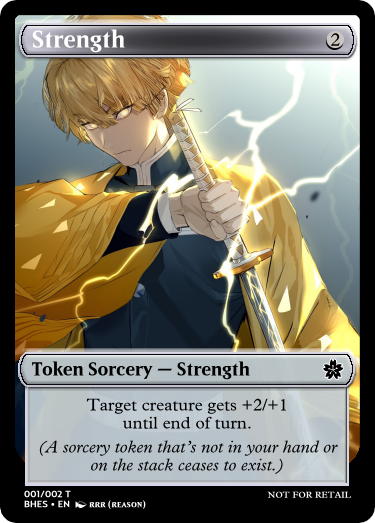 Strength 2
Token Sorcery — Strength
Target creature gets +2/+1
until end of turn.
(A sorcery token that's not in your hand or
on the stack ceases to exist.)
001/002 T
BHES • EN RRR (REASON)
NOT FOR RETAIL